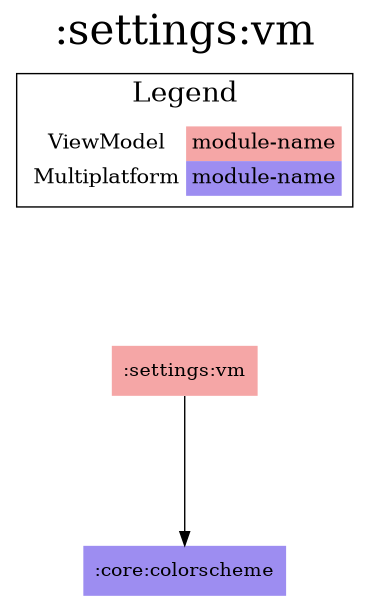 :settings:vm
Legend
ViewModel module-name
Multiplatform module-name
:settings:vm
:core:colorscheme